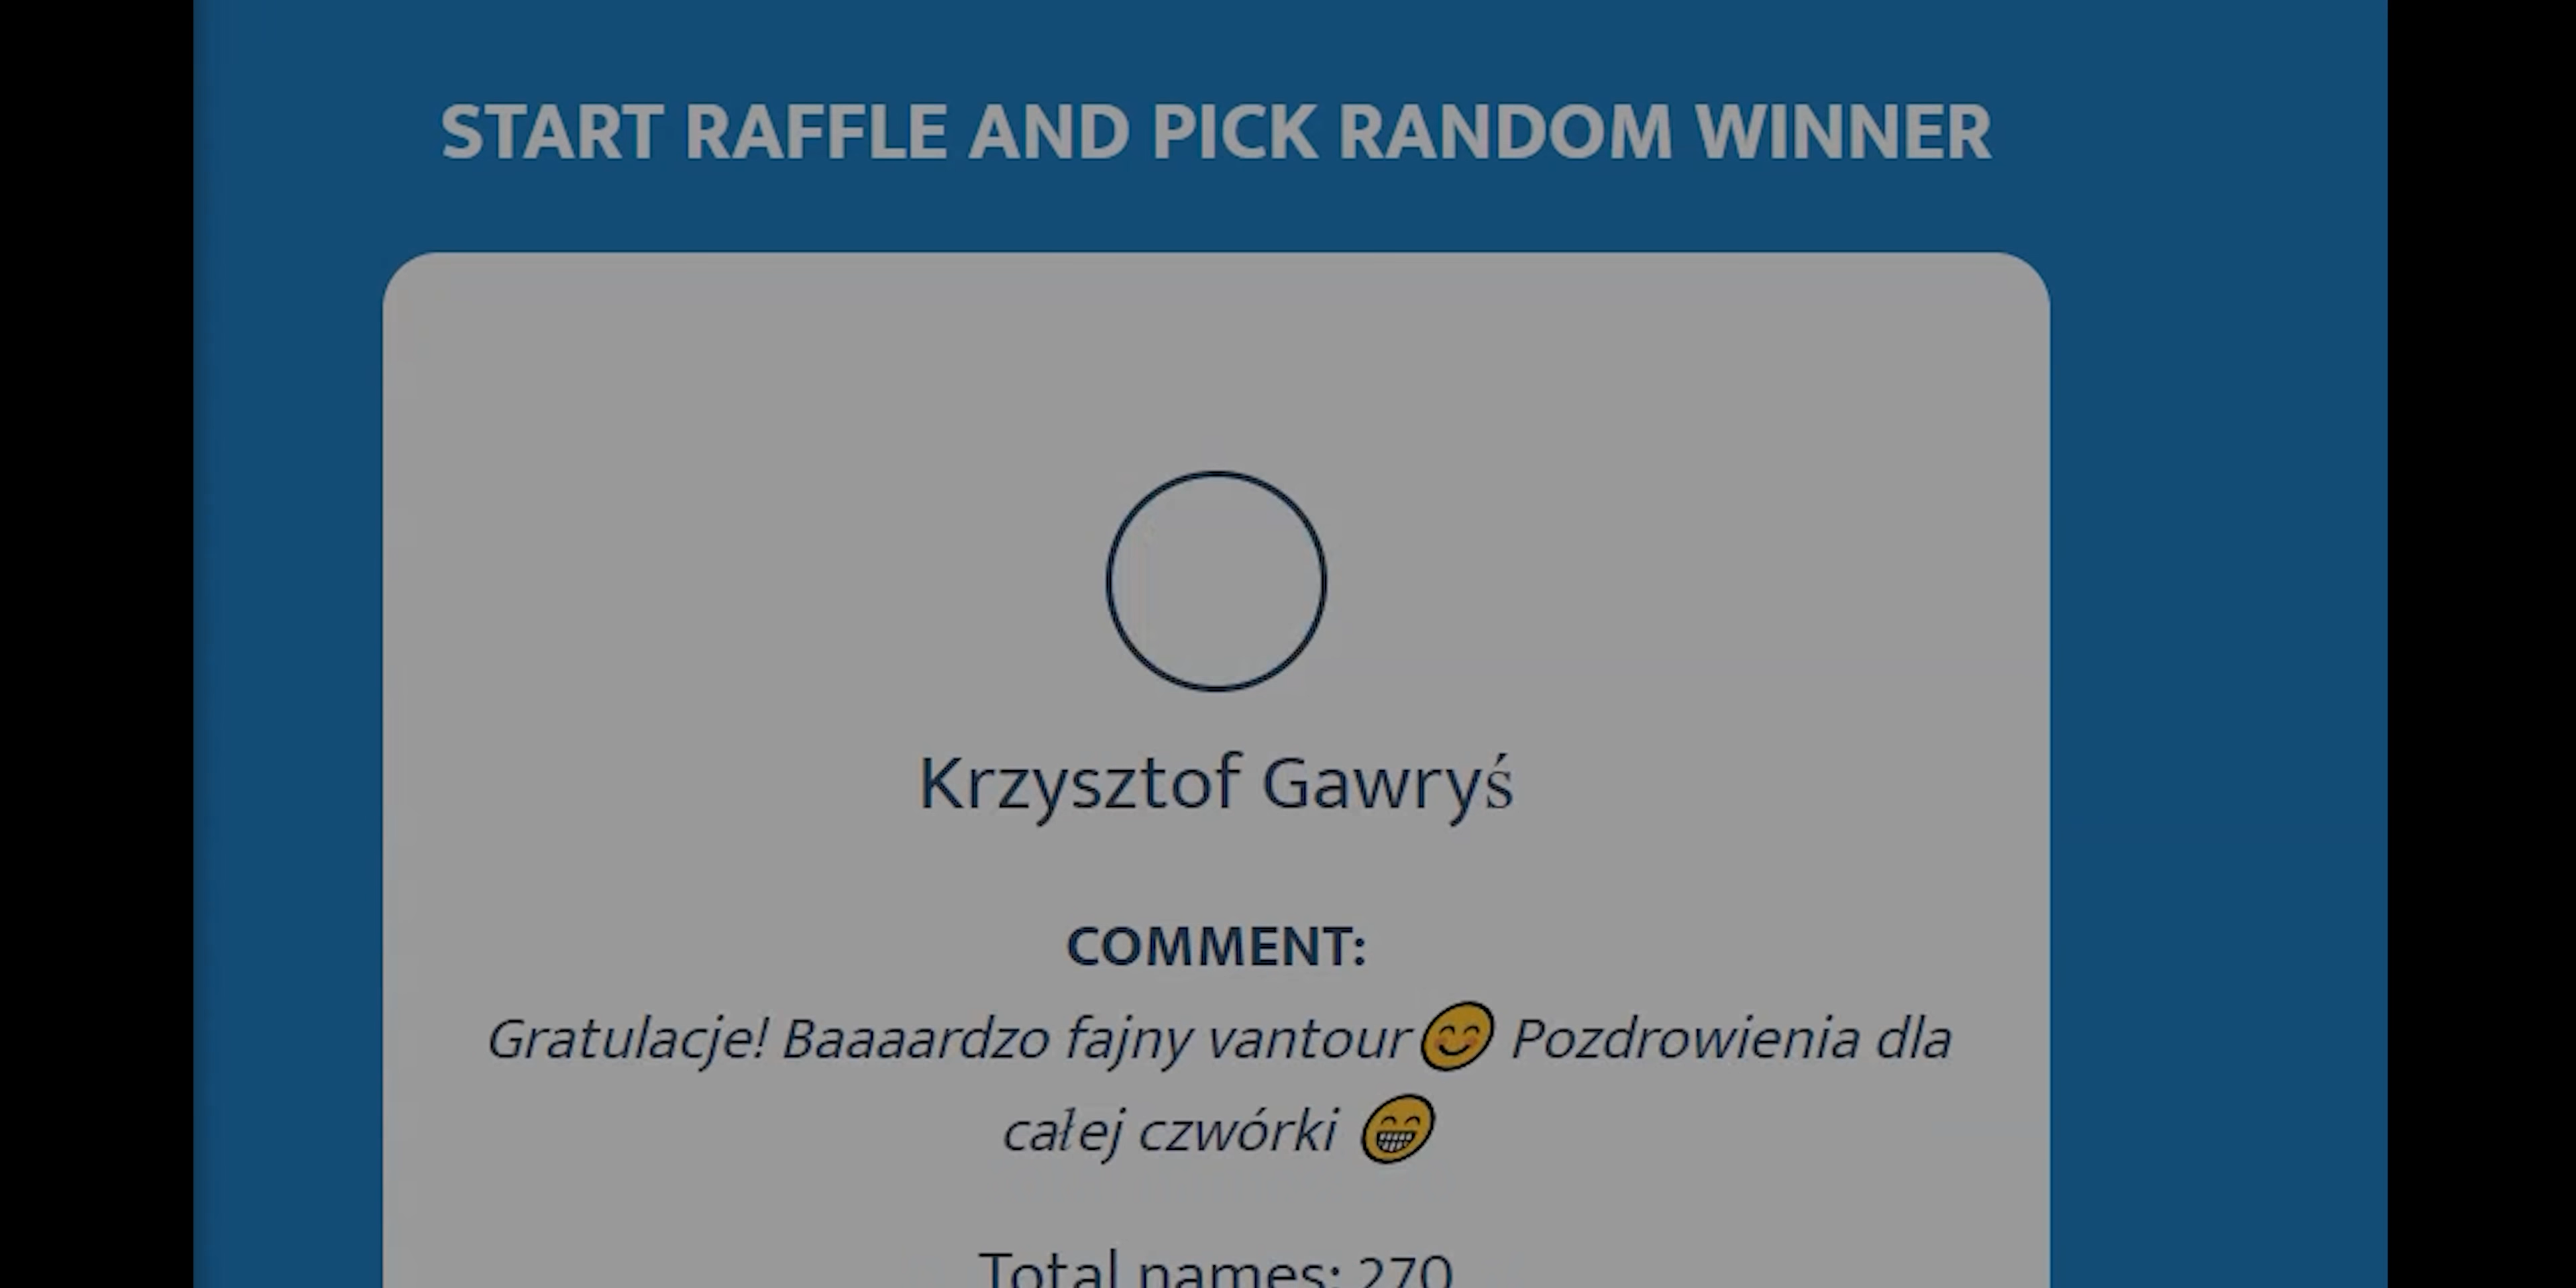 START RAFFLE AND PICK RANDOM WINNER
Krzysztof Gawryś
COMMENT:
Gratulacje! Baaaardzo fajny vantour😊 Pozdrowienia dla
całej czwórki 😁
Total names: 270